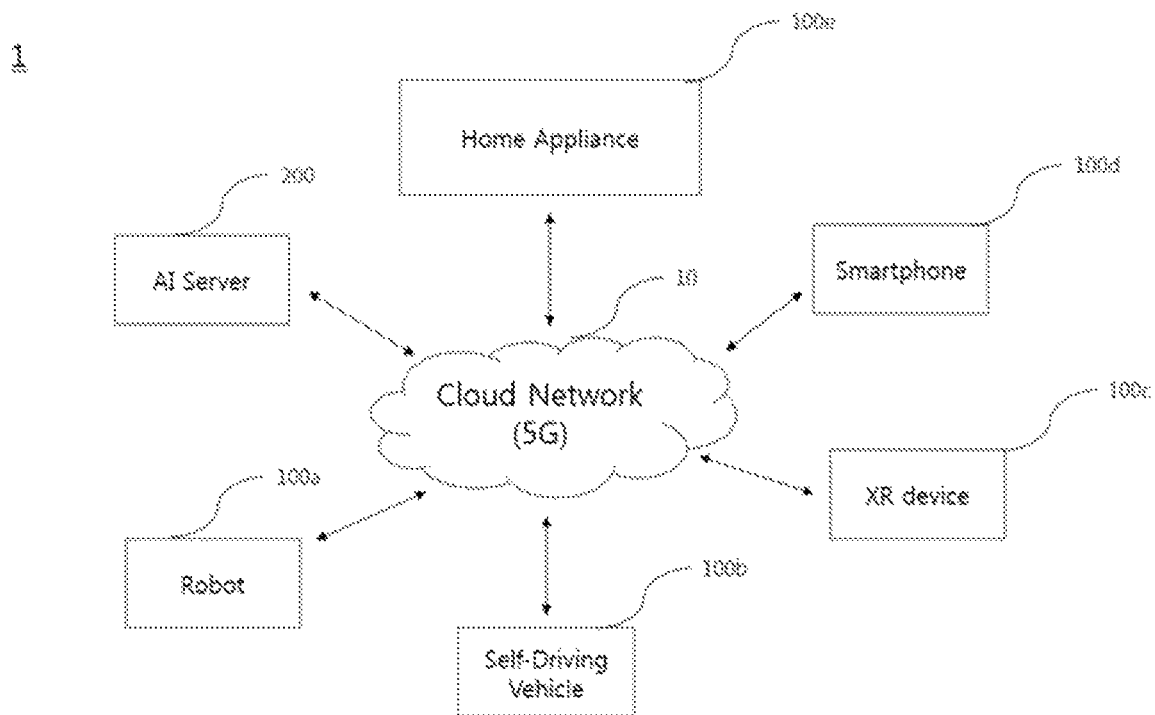 1
100e
Home Appliance
200
100d
AI Server
Smartphone
10
Cloud Network
(5G)
100c
XR device
100a
Robot
100b
Self-Driving
Vehicle